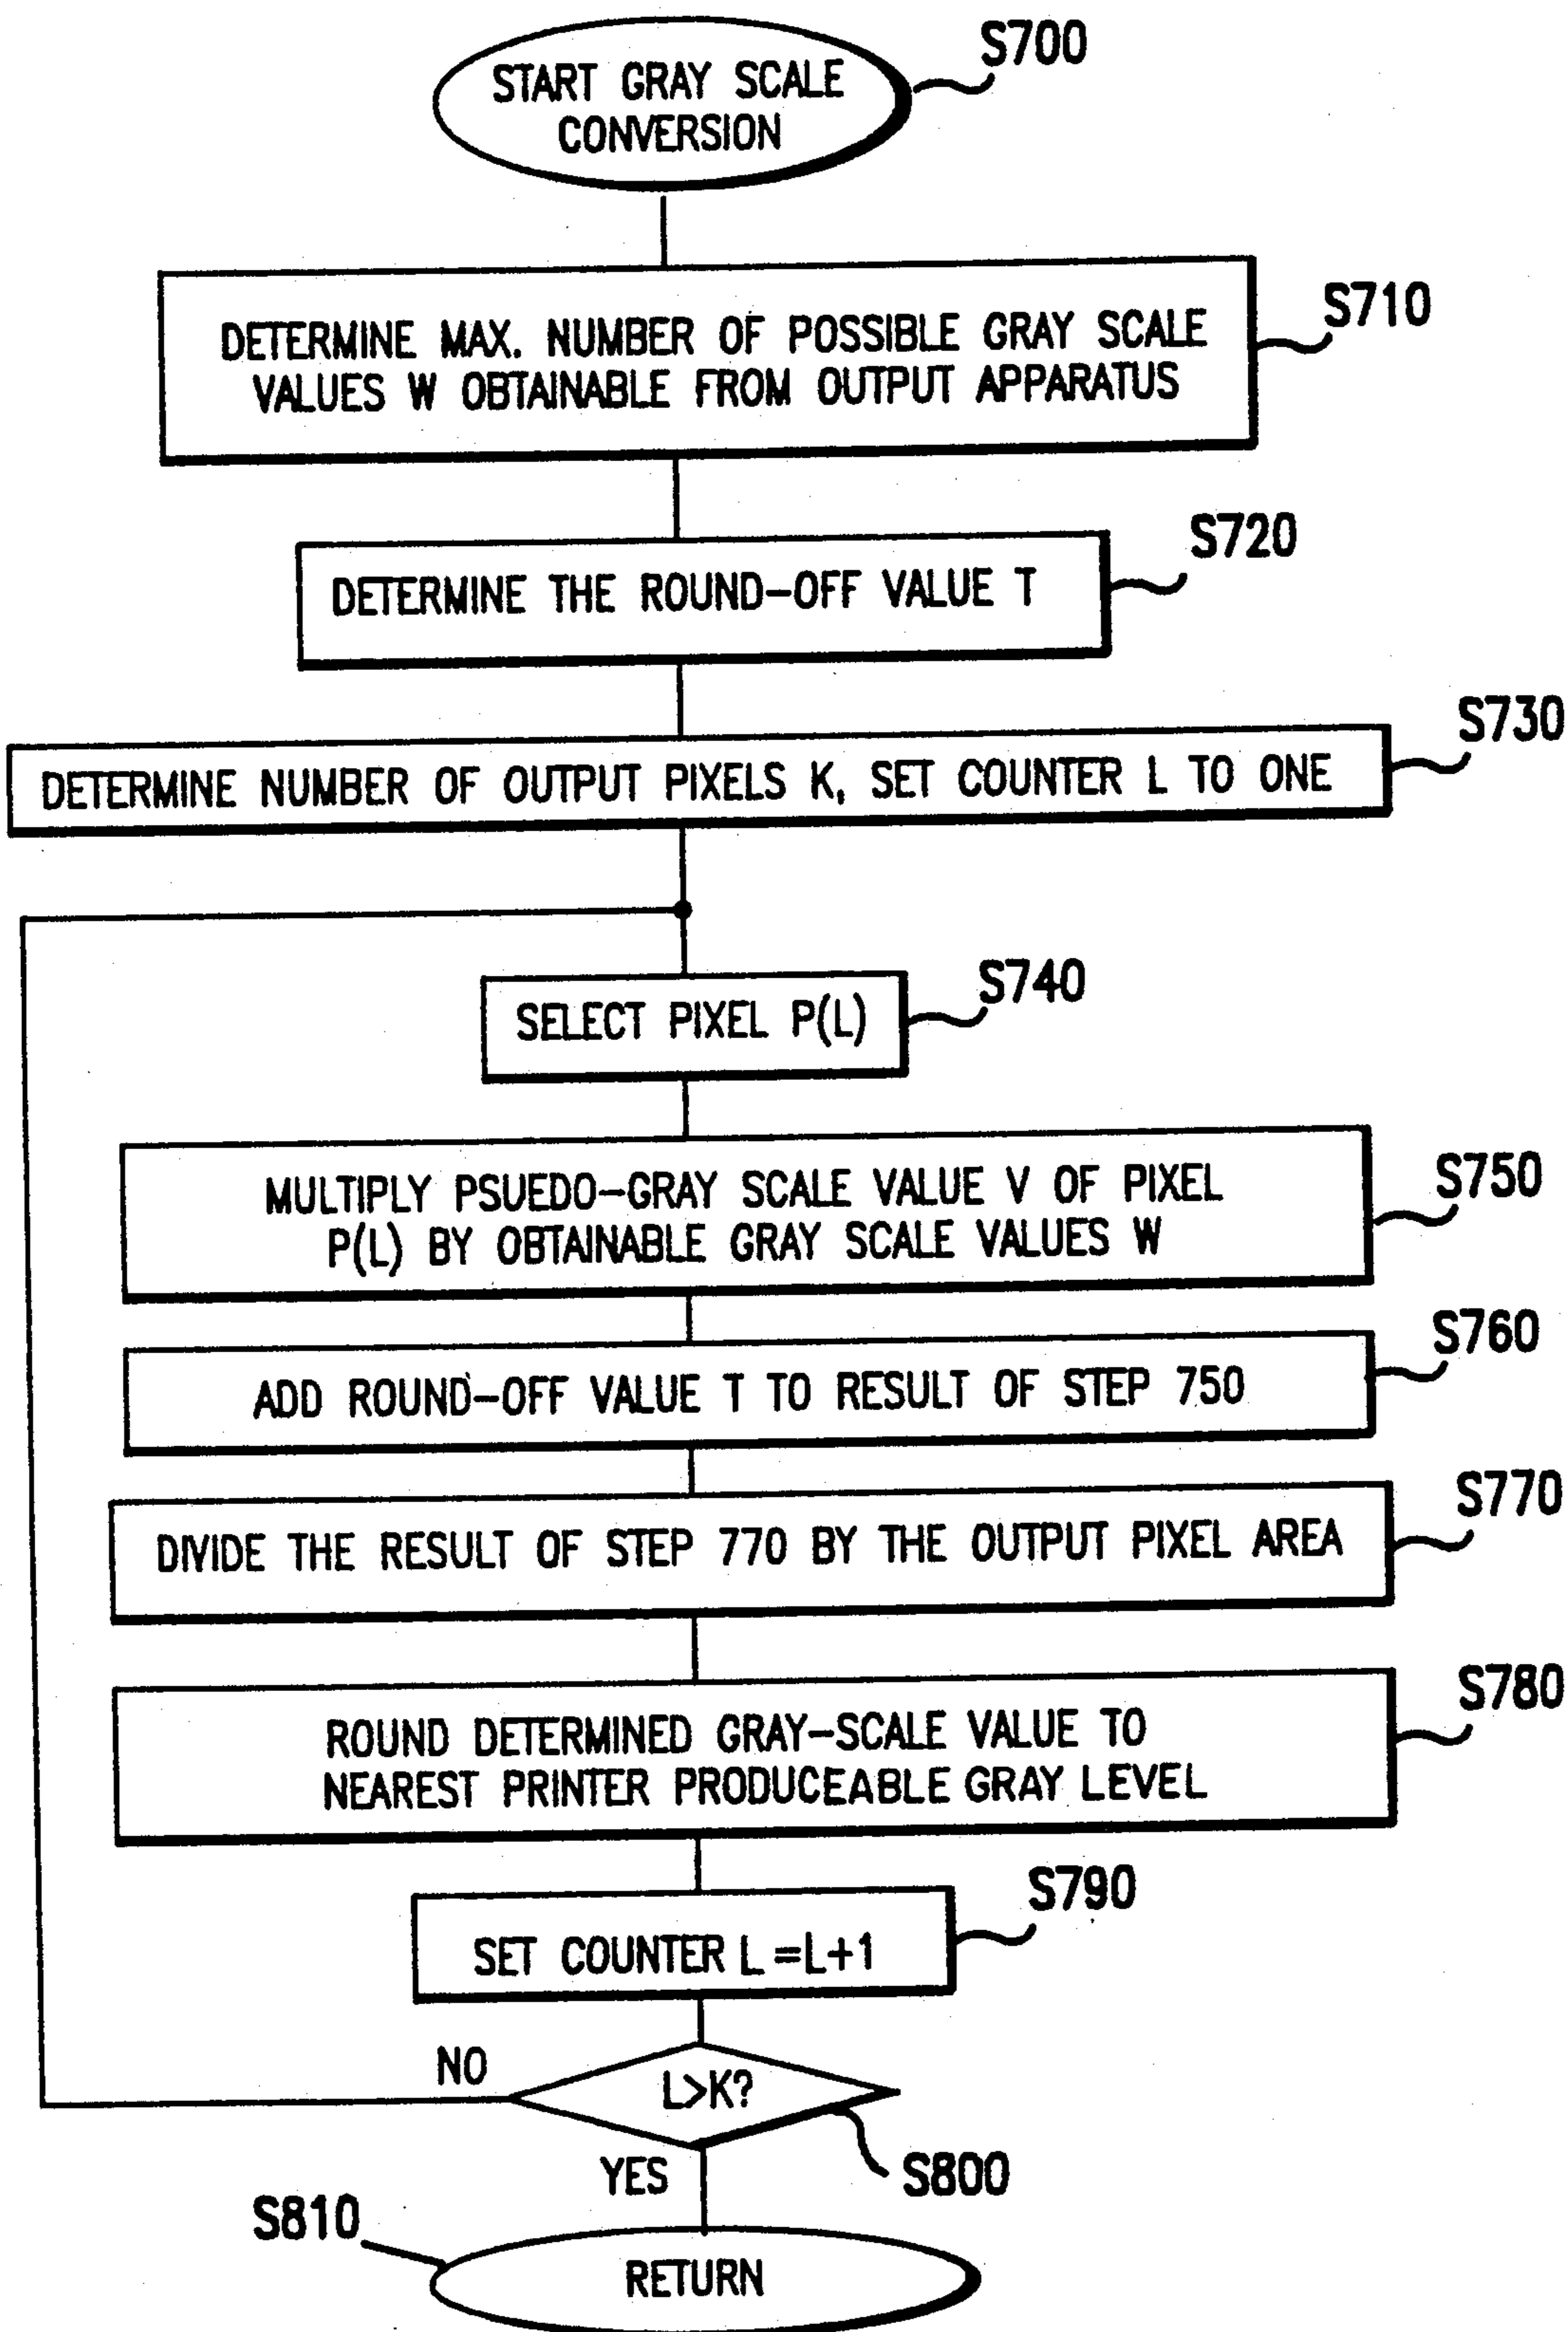 START GRAY SCALE
CONVERSION
S700
DETERMINE MAX. NUMBER OF POSSIBLE GRAY SCALE
VALUES W OBTAINABLE FROM OUTPUT APPARATUS
S710
DETERMINE THE ROUND-OFF VALUE T
S720
DETERMINE NUMBER OF OUTPUT PIXELS K, SET COUNTER L TO ONE
S730
SELECT PIXEL P(L)
S740
MULTIPLY PSUEDO-GRAY SCALE VALUE V OF PIXEL
P(L) BY OBTAINABLE GRAY SCALE VALUES W
S750
ADD ROUND-OFF VALUE T TO RESULT OF STEP 750
S760
DIVIDE THE RESULT OF STEP 770 BY THE OUTPUT PIXEL AREA
S770
ROUND DETERMINED GRAY-SCALE VALUE TO
NEAREST PRINTER PRODUCEABLE GRAY LEVEL
S780
SET COUNTER L=L+1
S790
NO
L>K?
S800
YES
S810
RETURN